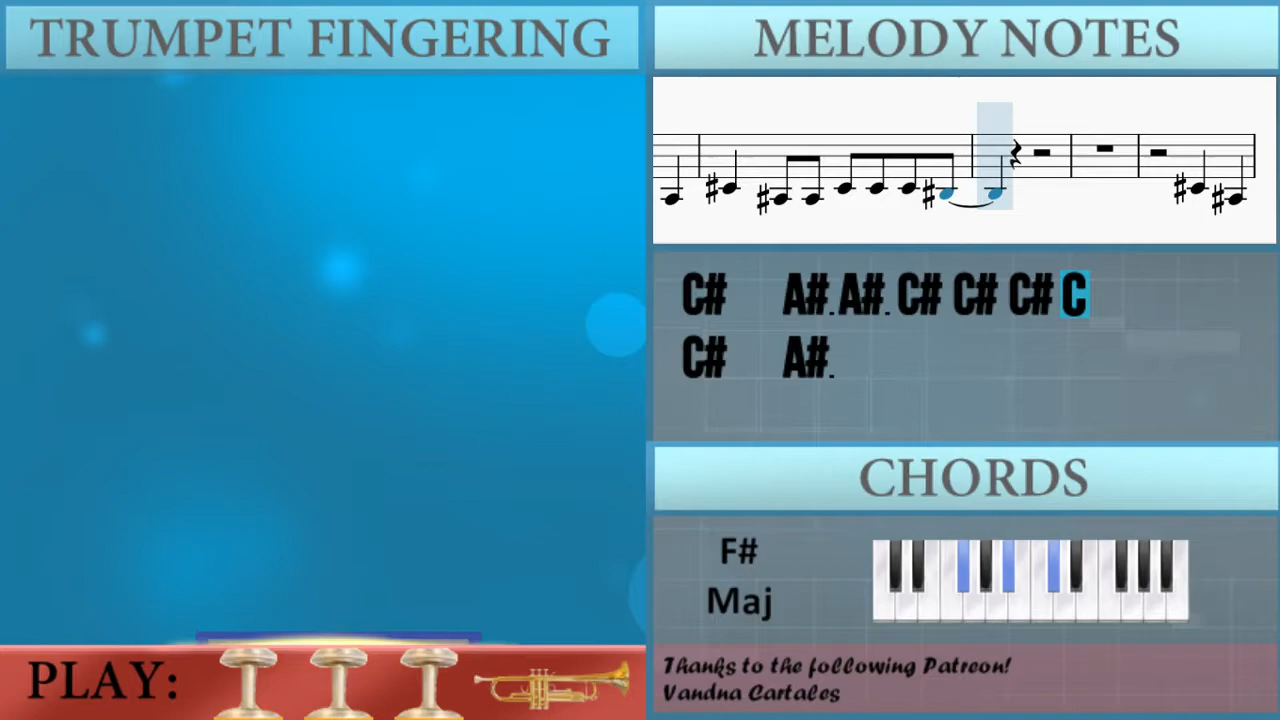 TRUMPET FINGERING
MELODY NOTES
C# A#. A#. C# C# C# C
C# A#.
CHORDS
F#
Maj
PLAY:
Thanks to the following Patreon!
Vandna Cartales